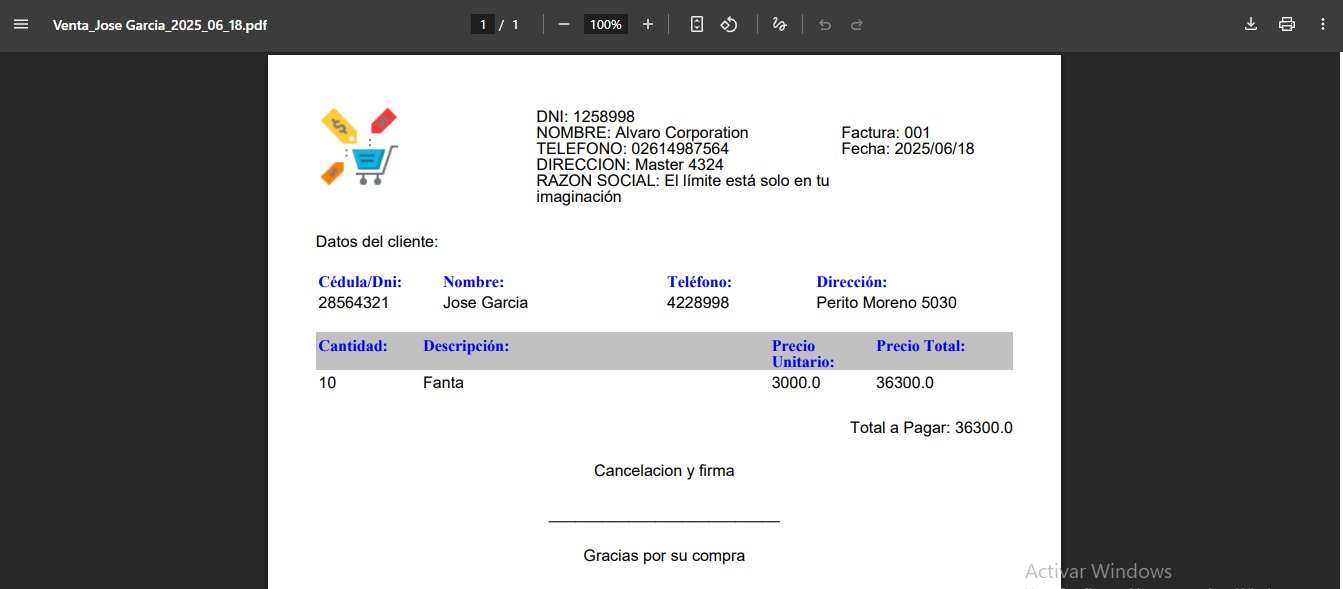 Venta_Jose Garcia_2025_06_18.pdf
1 / 1
100%
DNI: 1258998
NOMBRE: Alvaro Corporation
TELEFONO: 02614987564
DIRECCION: Master 4324
RAZON SOCIAL: El límite está solo en tu
imaginación
Factura: 001
Fecha: 2025/06/18
Datos del cliente:
Cédula/Dni: Nombre: Teléfono: Dirección:
28564321 Jose Garcia 4228998 Perito Moreno 5030
Cantidad: Descripción: Precio Unitario: Precio Total:
10 Fanta 3000.0 36300.0
Total a Pagar: 36300.0
Cancelacion y firma
Gracias por su compra
Activar Windows